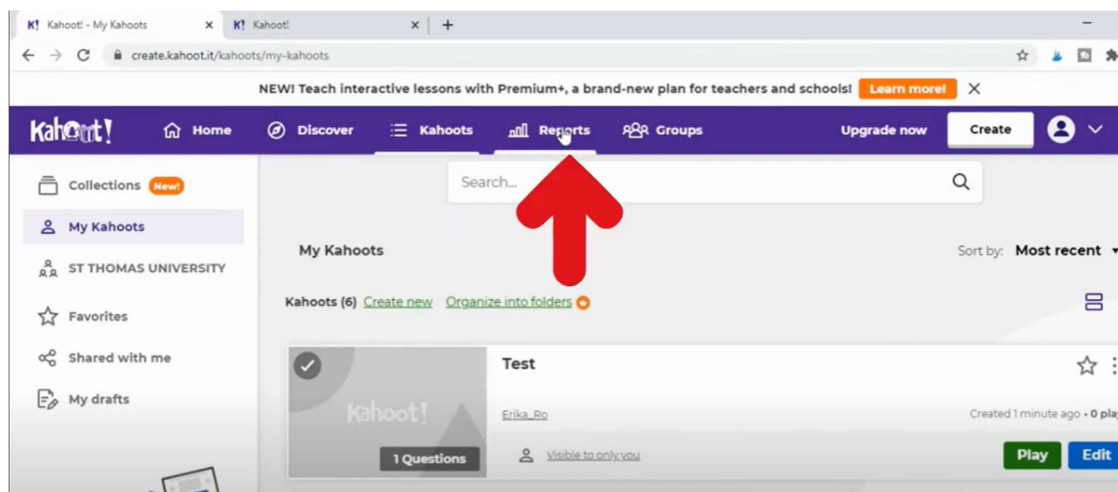 Kahoot! - My Kahoots
Kahoot!
create.kahoot.it/kahoots/my-kahoots
NEW! Teach interactive lessons with Premium+, a brand-new plan for teachers and schools! Learn more!
Kahoot! Home Discover Kahoots Reports Groups Upgrade now Create
Search...
Collections New!
My Kahoots
ST THOMAS UNIVERSITY
Favorites
Shared with me
My drafts
My Kahoots
Sort by: Most recent
Kahoots (6) Create new Organize into folders
Test
Kahoot!
Erika_Ro
Created 1 minute ago • 0 play
1 Questions
Visible to only you
Play Edit